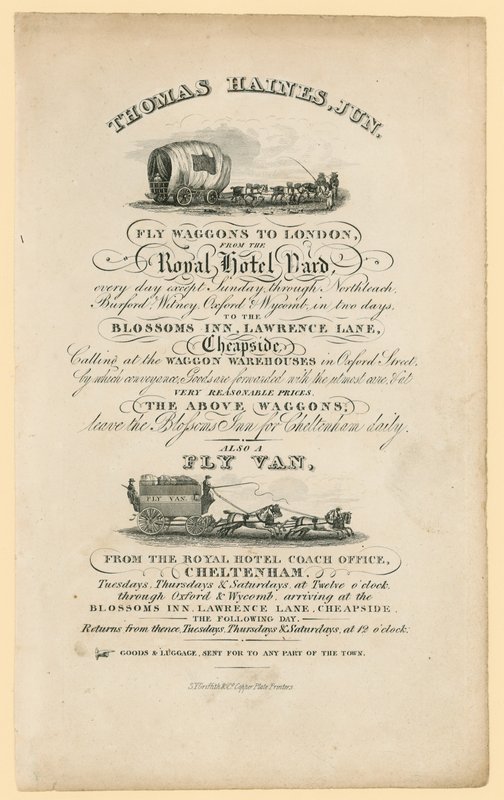 THOMAS HAINES, JUN.
FLY WAGGONS TO LONDON,
FROM THE
Royal Hotel Yard,
every day except Sunday, through Northleach,
Burford, Witney, Oxford & Wycomb, in two days,
TO THE
BLOSSOMS INN, LAWRENCE LANE,
Cheapside,
Calling at the WAGGON WAREHOUSES in Oxford Street,
by which conveyance, Goods are forwarded with the utmost care, & at
VERY REASONABLE PRICES.
THE ABOVE WAGGONS,
leave the Blossoms Inn for Cheltenham daily.
ALSO A
FLY VAN,
FLY VAN.
FROM THE ROYAL HOTEL COACH OFFICE,
CHELTENHAM,
Tuesdays, Thursdays & Saturdays, at Twelve o'clock,
through Oxford & Wycomb, arriving at the
BLOSSOMS INN, LAWRENCE LANE, CHEAPSIDE,
THE FOLLOWING DAY.
Returns from thence, Tuesdays, Thursdays & Saturdays, at 12 o'clock.
GOODS & LUGGAGE, SENT FOR TO ANY PART OF THE TOWN.
S.Y. Griffith & Co. Copper Plate Printers.